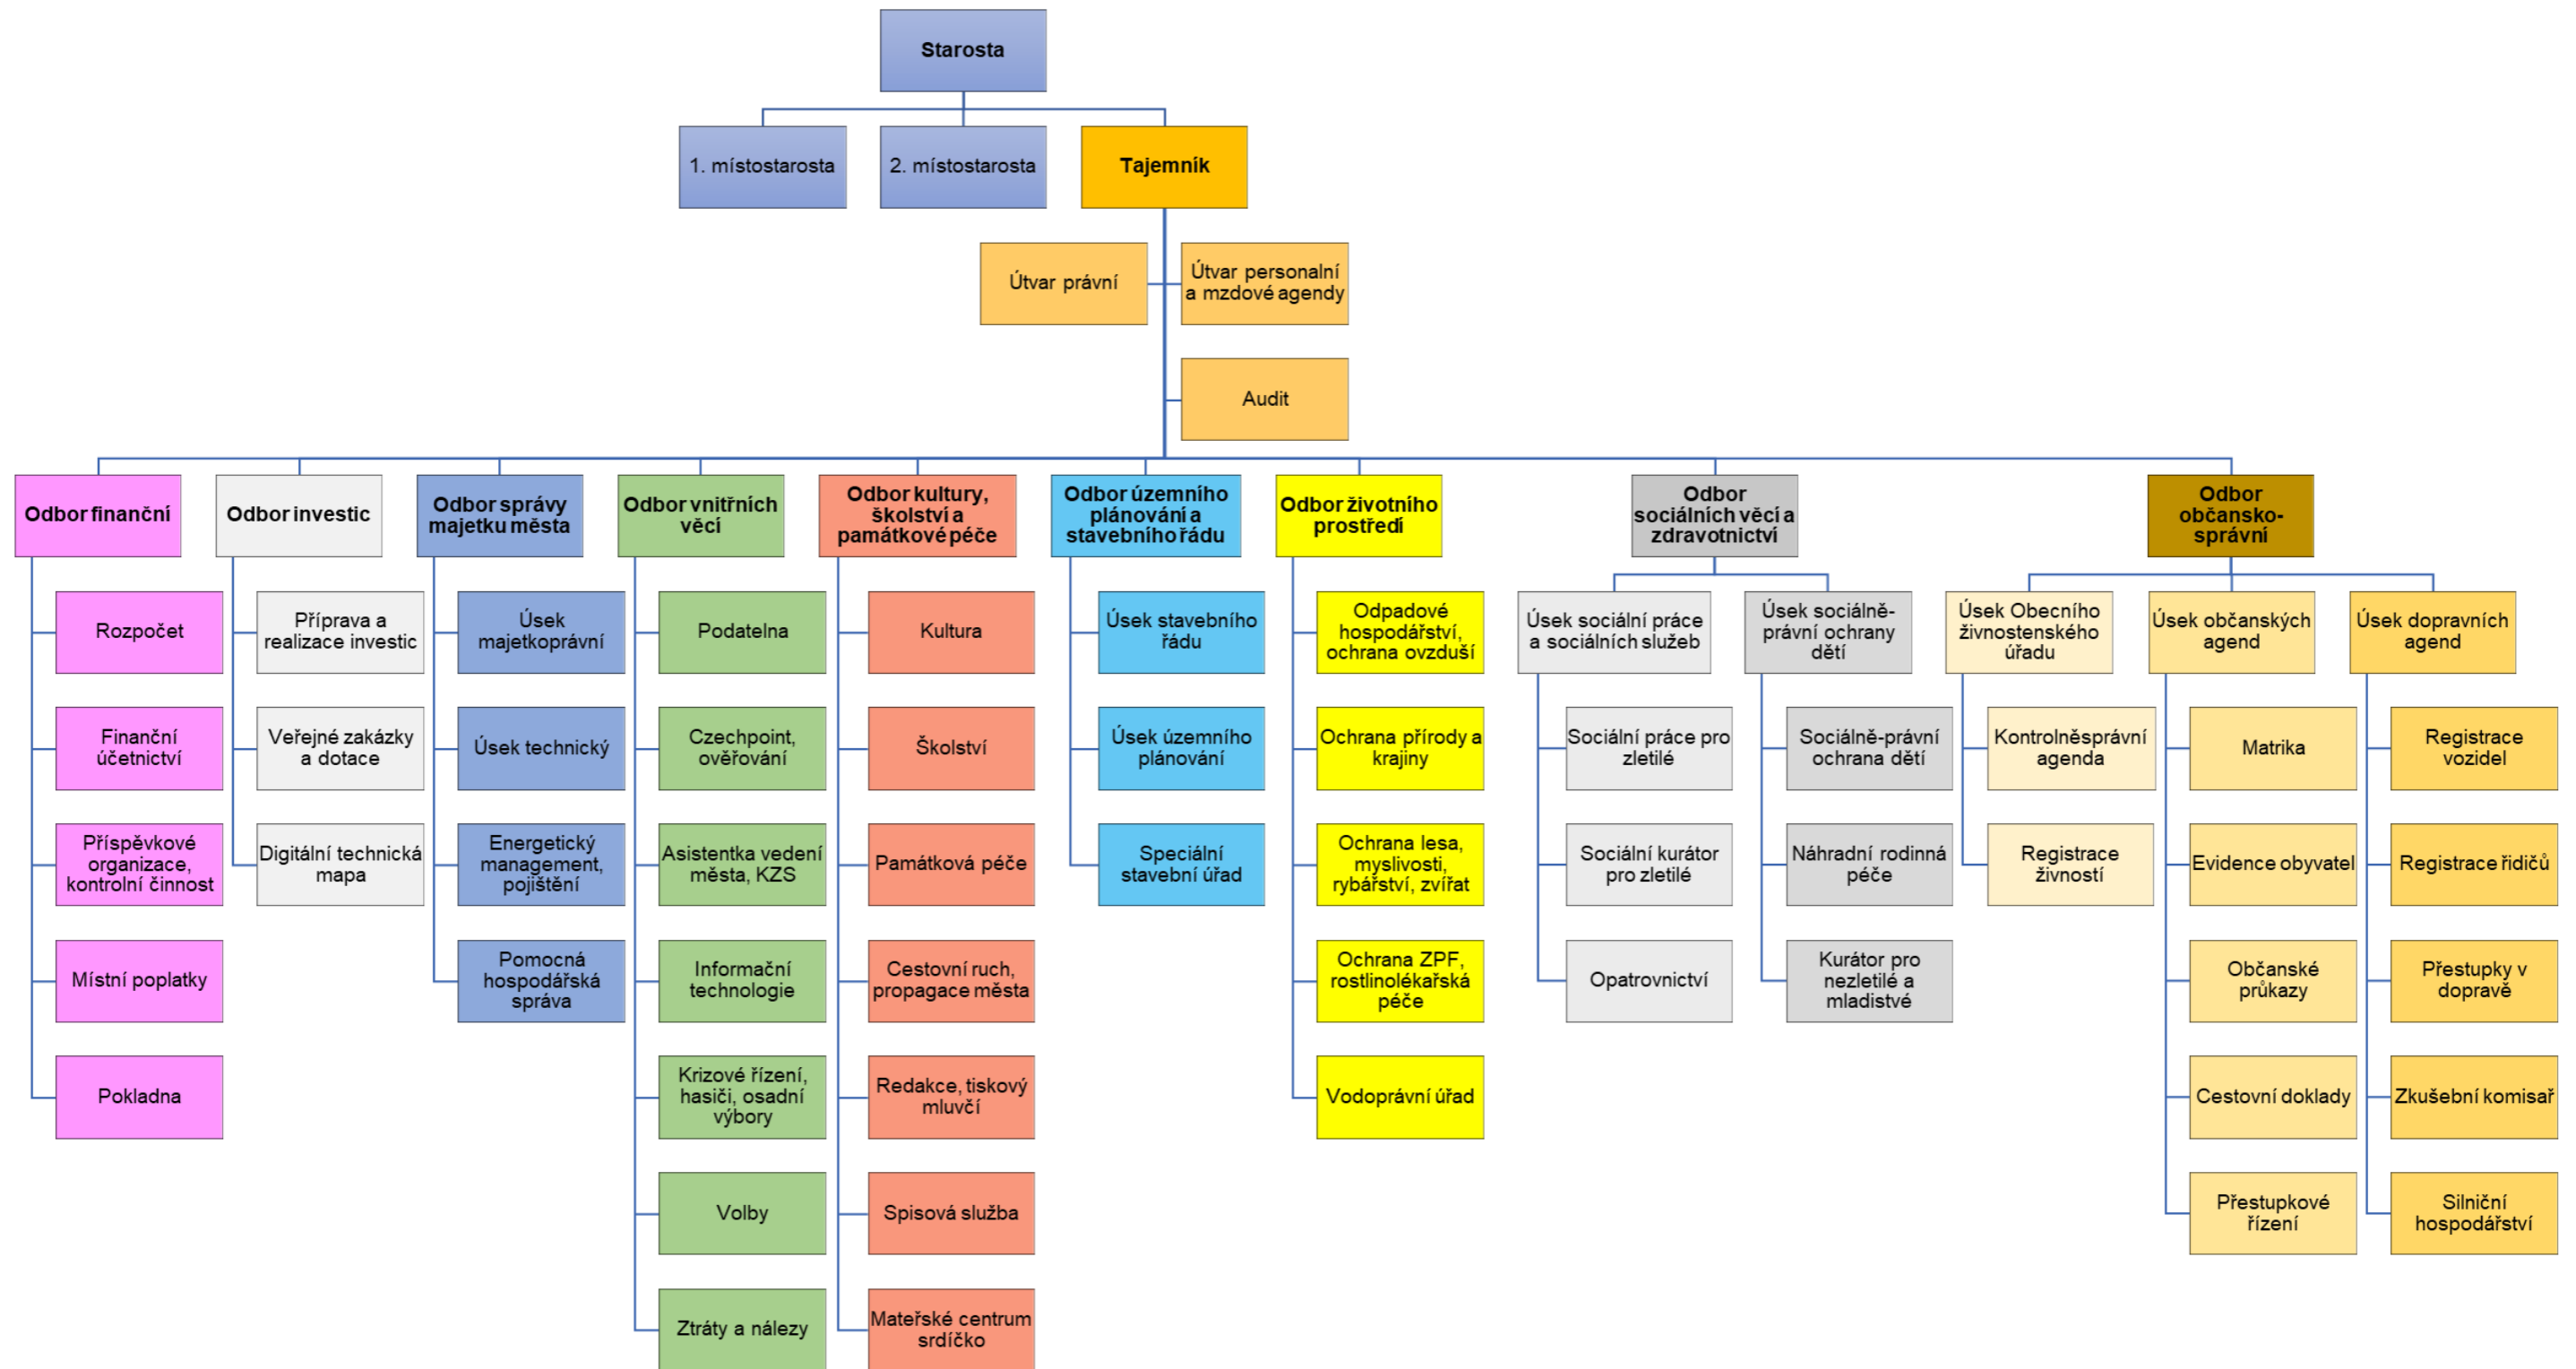 Starosta
1. místostarosta
2. místostarosta
Tajemník
Útvar právní
Útvar personalní
a mzdové agendy
Audit
Odbor finanční
Rozpočet
Finanční
účetnictví
Příspěvkové
organizace,
kontrolní činnost
Místní poplatky
Pokladna
Odbor investic
Příprava a
realizace investic
Veřejné zakázky
a dotace
Digitální technická
mapa
Odbor správy
majetku města
Úsek
majetkoprávní
Úsek technický
Energetický
management,
pojištění
Pomocná
hospodářská
správa
Odbor vnitřních
věcí
Podatelna
Czechpoint,
ověřování
Asistentka vedení
města, KZS
Informační
technologie
Krizové řízení,
hasiči, osadní
výbory
Volby
Ztráty a nálezy
Odbor kultury,
školství a
památkové péče
Kultura
Školství
Památková péče
Cestovní ruch,
propagace města
Redakce, tiskový
mluvčí
Spisová služba
Mateřské centrum
srdíčko
Odbor územního
plánování a
stavebního řádu
Úsek stavebního
řádu
Úsek územního
plánování
Speciální
stavební úřad
Odbor životního
prostředí
Odpadové
hospodářství,
ochrana ovzduší
Ochrana přírody a
krajiny
Ochrana lesa,
myslivosti,
rybářství, zvířat
Ochrana ZPF,
rostlinolékařská
péče
Vodoprávní úřad
Odbor
sociálních věcí a
zdravotnictví
Úsek sociální práce
a sociálních služeb
Sociální práce pro
zletilé
Sociální kurátor
pro zletilé
Opatrovnictví
Úsek sociálně-
právní ochrany
dětí
Sociálně-právní
ochrana dětí
Náhradní rodinná
péče
Kurátor pro
nezletilé a
mladistvé
Odbor
občansko-
správní
Úsek Obecního
živnostenského
úřadu
Kontrolněsprávní
agenda
Registrace
živností
Úsek občanských
agend
Matrika
Evidence obyvatel
Občanské
průkazy
Cestovní doklady
Přestupkové
řízení
Úsek dopravních
agend
Registrace
vozidel
Registrace řidičů
Přestupky v
dopravě
Zkušební komisař
Silniční
hospodářství